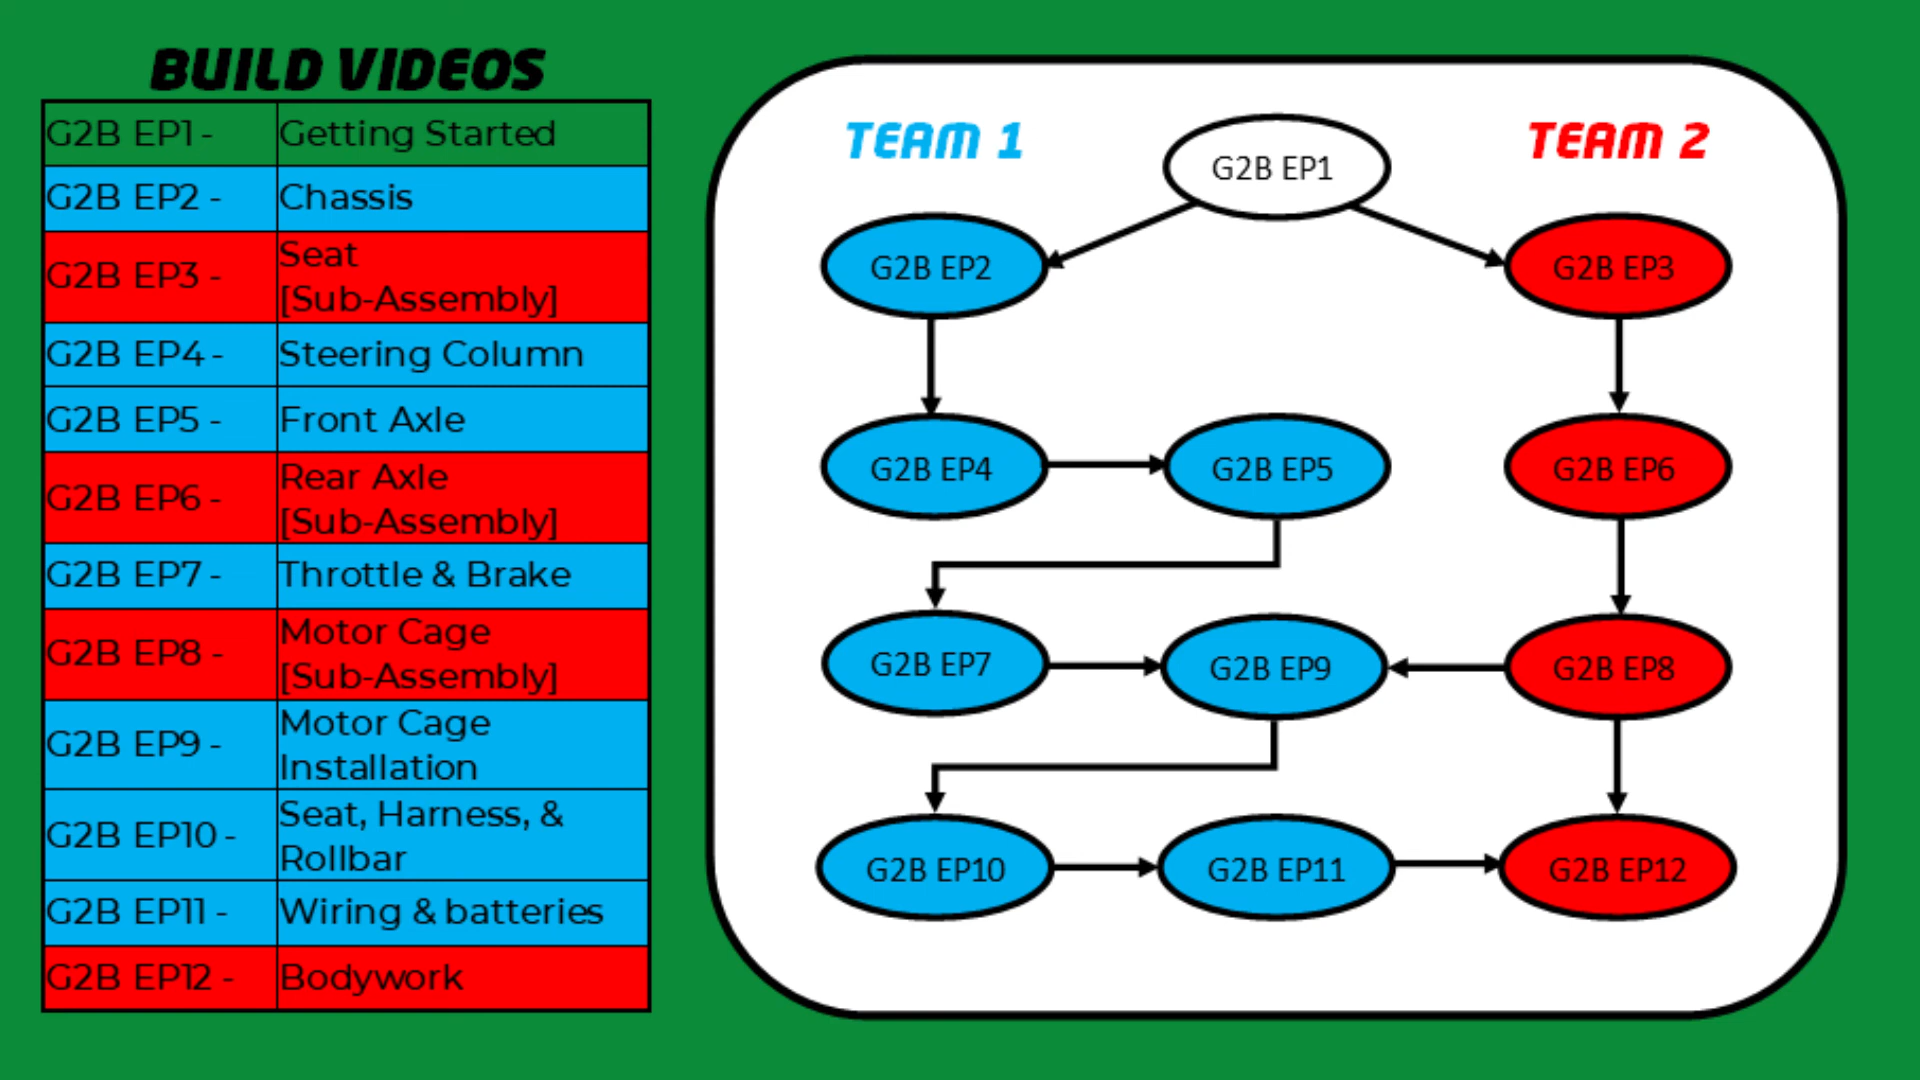 BUILD VIDEOS
G2B EP1 - Getting Started
G2B EP2 - Chassis
G2B EP3 - Seat
[Sub-Assembly]
G2B EP4 - Steering Column
G2B EP5 - Front Axle
G2B EP6 - Rear Axle
[Sub-Assembly]
G2B EP7 - Throttle & Brake
G2B EP8 - Motor Cage
[Sub-Assembly]
G2B EP9 - Motor Cage
Installation
G2B EP10 - Seat, Harness, &
Rollbar
G2B EP11 - Wiring & batteries
G2B EP12 - Bodywork
TEAM 1
G2B EP1
TEAM 2
G2B EP2
G2B EP3
G2B EP4
G2B EP5
G2B EP6
G2B EP7
G2B EP9
G2B EP8
G2B EP10
G2B EP11
G2B EP12